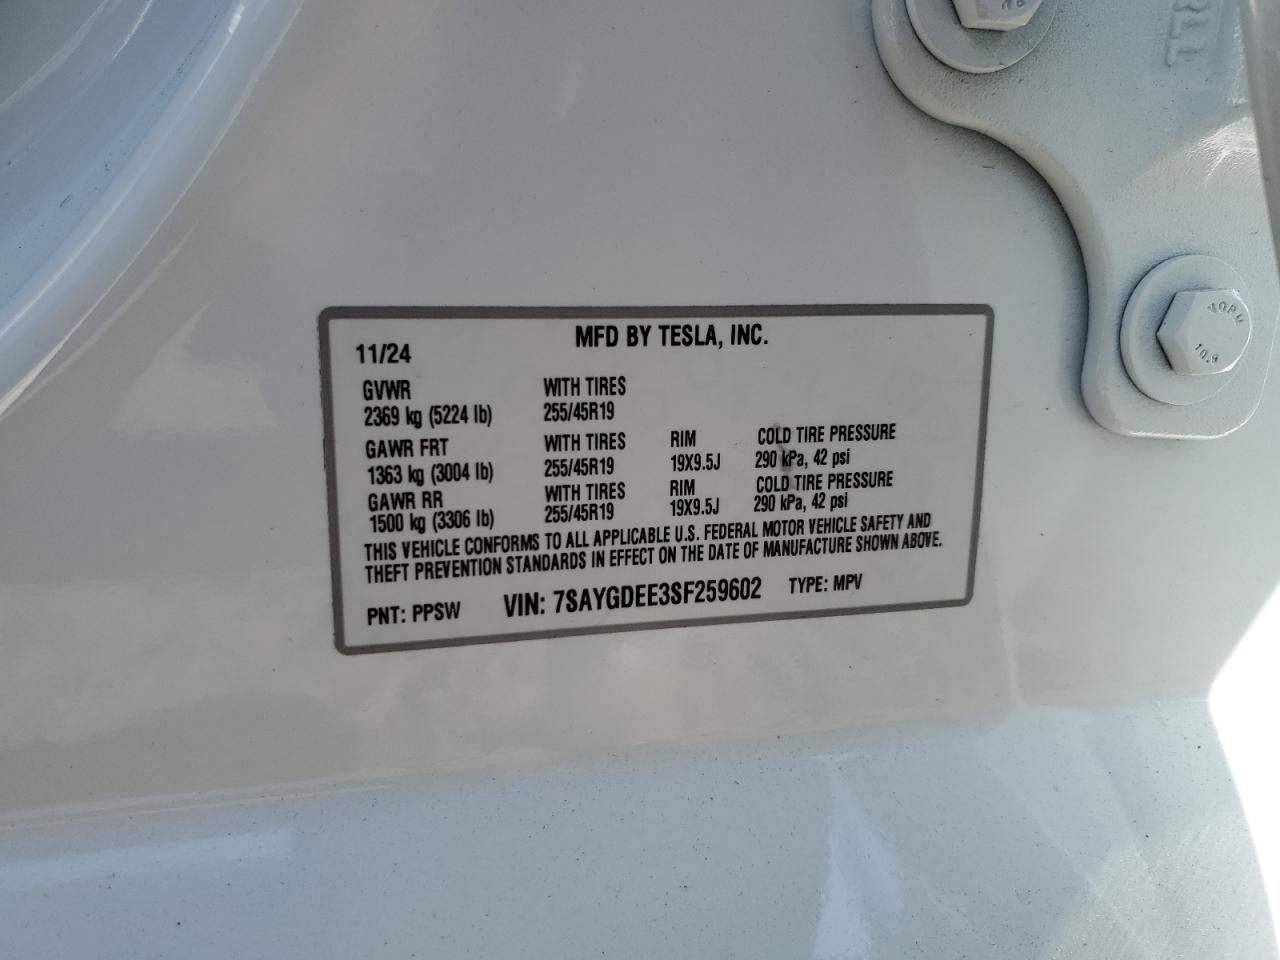 MFD BY TESLA, INC.
11/24
GVWR WITH TIRES
2369 kg (5224 lb) 255/45R19
GAWR FRT WITH TIRES RIM COLD TIRE PRESSURE
1363 kg (3004 lb) 255/45R19 19X9.5J 290 kPa, 42 psi
GAWR RR WITH TIRES RIM COLD TIRE PRESSURE
1500 kg (3306 lb) 255/45R19 19X9.5J 290 kPa, 42 psi
THIS VEHICLE CONFORMS TO ALL APPLICABLE U.S. FEDERAL MOTOR VEHICLE SAFETY AND
THEFT PREVENTION STANDARDS IN EFFECT ON THE DATE OF MANUFACTURE SHOWN ABOVE.
PNT: PPSW VIN: 7SAYGDEE3SF259602 TYPE: MPV
10.9